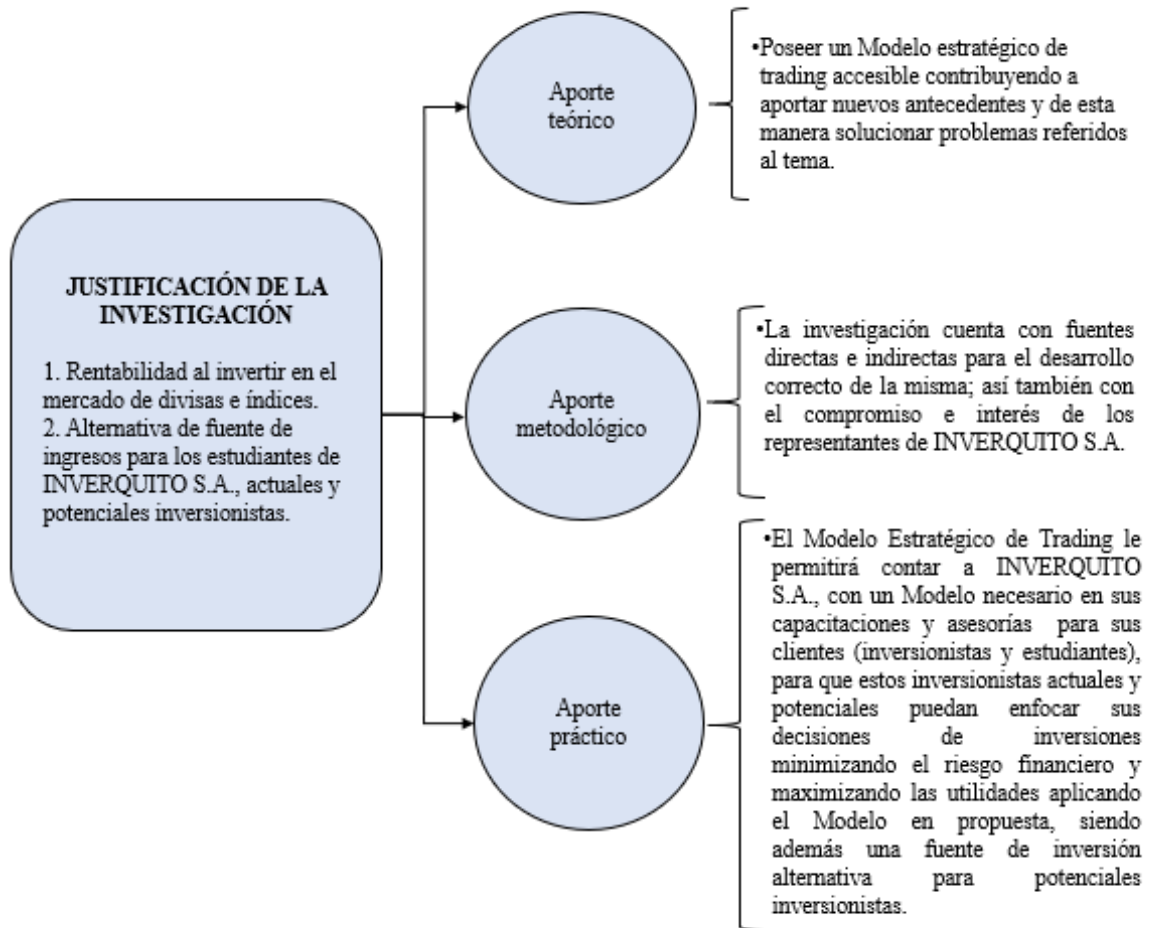 JUSTIFICACIÓN DE LA
INVESTIGACIÓN
1. Rentabilidad al invertir en el
mercado de divisas e índices.
2. Alternativa de fuente de
ingresos para los estudiantes de
INVERQUITO S.A., actuales y
potenciales inversionistas.
Aporte
teórico
•Poseer un Modelo estratégico de
trading accesible contribuyendo a
aportar nuevos antecedentes y de esta
manera solucionar problemas referidos
al tema.
Aporte
metodológico
•La investigación cuenta con fuentes
directas e indirectas para el desarrollo
correcto de la misma; así también con
el compromiso e interés de los
representantes de INVERQUITO S.A.
Aporte
práctico
•El Modelo Estratégico de Trading le
permitirá contar a INVERQUITO
S.A., con un Modelo necesario en sus
capacitaciones y asesorías para sus
clientes (inversionistas y estudiantes),
para que estos inversionistas actuales y
potenciales puedan enfocar sus
decisiones de inversiones
minimizando el riesgo financiero y
maximizando las utilidades aplicando
el Modelo en propuesta, siendo
además una fuente de inversión
alternativa para potenciales
inversionistas.